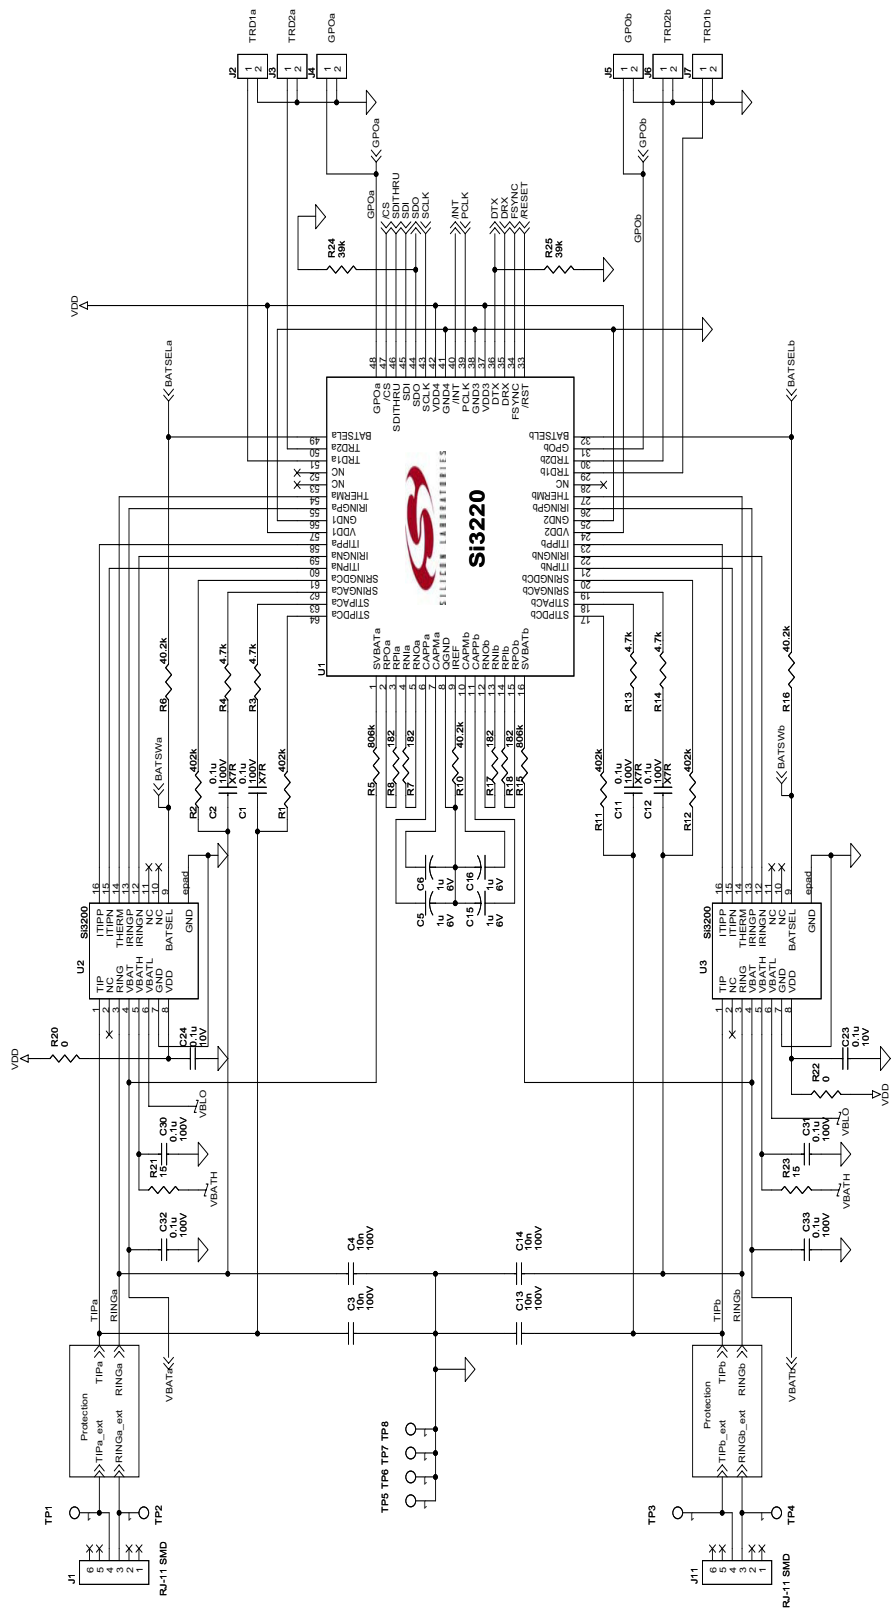 TRD1a
TRD2a
GPOa
J2
J3
J4
1
2
1
2
1
2
GPOb
TRD2b
TRD1b
J5
J6
J7
1
2
1
2
1
2
GPOa
GPOa
/CS
SDITHRU
SDI
SDO
SCLK
/INT
PCLK
DTX
DRX
FSYNC
/RESET
GPOb
GPOb
R24
39k
R25
39k
VDD
BATSELa
BATSELb
48
47
46
45
44
43
42
41
40
39
38
37
36
35
34
33
GPOa
/CS
SDITHRU
SDI
SDO
SCLK
VDD4
GND4
/INT
PCLK
GND3
VDD3
DTX
DRX
FSYNC
/RST
49 BATSELa
50 TRD2a
51 TRD1a
52 NC
53 NC
54 THERMa
55 IRINGPa
56 GND1
57 VDD1
58 ITIPPa
59 IRINGNa
60 ITIPNa
61 SRINGDCa
62 SRINGACa
63 STIPACa
64 STIPDCa
BATSELb 32
GPOb 31
TRD2b 30
TRD1b 29
NC 28
THERMb 27
IRINGPb 26
GND2 25
VDD2 24
ITIPPb 23
IRINGNb 22
ITIPNb 21
SRINGDCb 20
SRINGACb 19
STIPACb 18
STIPDCb 17
SILICON LABORATORIES
Si3220
U1
SVBATa
RPOa
RPIa
RNIa
RNOa
CAPPa
CAPMa
QGND
IREF
CAPMb
CAPPb
RNOb
RNIb
RPIb
RPOb
SVBATb
1
2
3
4
5
6
7
8
9
10
11
12
13
14
15
16
R6
40.2k
R4
4.7k
R3
4.7k
BATSWa
R2
402k
C2
0.1u
100V
X7R
C1
0.1u
100V
X7R
R1
402k
R5
806k
R8
182
R7
182
R10
40.2k
R17
182
R18
182
R15
806k
R11
402k
R13
4.7k
R14
4.7k
C11
0.1u
100V
X7R
C12
0.1u
100V
X7R
R12
402k
BATSWb
R16
40.2k
C6
1u
6V
C16
1u
6V
C5
1u
6V
C15
1u
6V
16
15
14
13
12
11
10
9
epad
Si3200
ITIPP
ITIPN
THERM
IRINGP
IRINGN
NC
NC
BATSEL
GND
U2
TIP
NC
RING
VBAT
VBATH
VBATL
GND
VDD
1
2
3
4
5
6
7
8
16
15
14
13
12
11
10
9
epad
Si3200
ITIPP
ITIPN
THERM
IRINGP
IRINGN
NC
NC
BATSEL
GND
U3
TIP
NC
RING
VBAT
VBATH
VBATL
GND
VDD
1
2
3
4
5
6
7
8
VDD
R20
0
C24
0.1u
10V
VBLO
C30
0.1u
100V
R21
15
VBATH
C32
0.1u
100V
C23
0.1u
10V
R22
0
VDD
VBLO
C31
0.1u
100V
R23
15
VBATH
C33
0.1u
100V
C4
10n
100V
C14
10n
100V
C3
10n
100V
C13
10n
100V
TIPa
RINGa
TIPb
RINGb
VBATa
VBATb
Protection
TIPa
RINGa
TIPa_ext
RINGa_ext
Protection
TIPb
RINGb
TIPb_ext
RINGb_ext
TP5 TP6 TP7 TP8
TP1
TP2
TP3
TP4
J1
6
5
4
3
2
1
RJ-11 SMD
J11
6
5
4
3
2
1
RJ-11 SMD